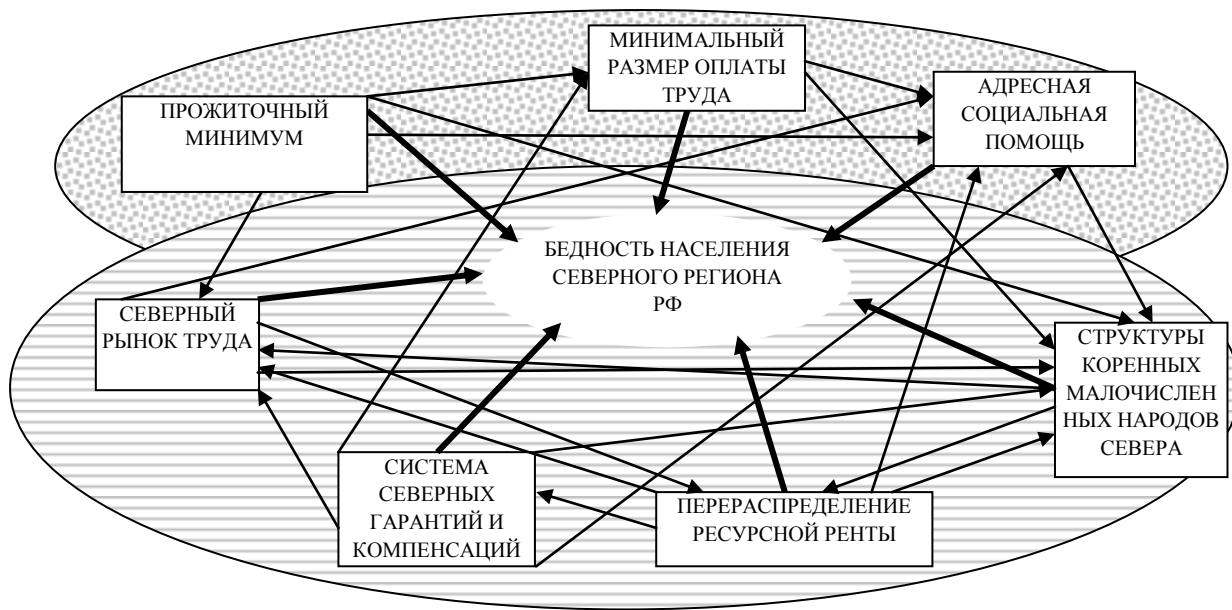 МИНИМАЛЬНЫЙ
РАЗМЕР ОПЛАТЫ
ТРУДА
АДРЕСНАЯ
СОЦИАЛЬНАЯ
ПОМОЩЬ
ПРОЖИТОЧНЫЙ
МИНИМУМ
БЕДНОСТЬ НАСЕЛЕНИЯ
СЕВЕРНОГО РЕГИОНА
РФ
СЕВЕРНЫЙ
РЫНОК ТРУДА
СТРУКТУРЫ
КОРЕННЫХ
МАЛОЧИСЛЕН
НЫХ НАРОДОВ
СЕВЕРА
СИСТЕМА
СЕВЕРНЫХ
ГАРАНТИЙ И
КОМПЕНСАЦИЙ
ПЕРЕРАСПРЕДЕЛЕНИЕ
РЕСУРСНОЙ РЕНТЫ